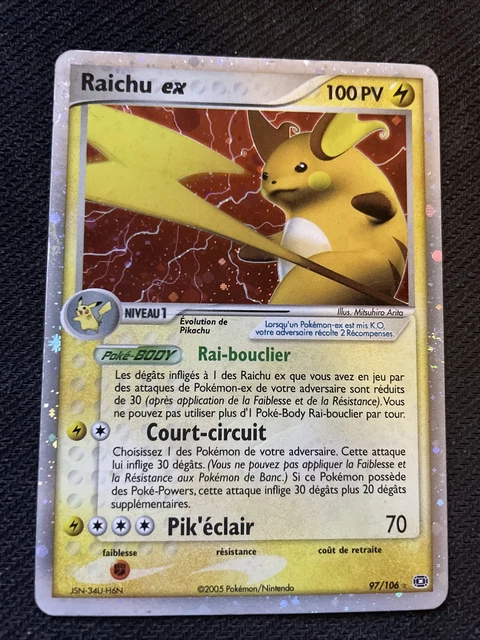 Raichu ex
100 PV
NIVEAU 1
Évolution de
Pikachu
Illus. Mitsuhiro Arita
Lorsqu'un Pokémon-ex est mis K.O.
votre adversaire récolte 2 Récompenses.
Poké-BODY Rai-bouclier
Les dégâts infligés à 1 des Raichu ex que vous avez en jeu par
des attaques de Pokémon-ex de votre adversaire sont réduits
de 30 (après application de la Faiblesse et de la Résistance). Vous
ne pouvez pas utiliser plus d'1 Poké-Body Rai-bouclier par tour.
Court-circuit
Choisissez 1 des Pokémon de votre adversaire. Cette attaque
lui inflige 30 dégâts. (Vous ne pouvez pas appliquer la Faiblesse et
la Résistance aux Pokémon de Banc.) Si ce Pokémon possède
des Poké-Powers, cette attaque inflige 30 dégâts plus 20 dégâts
supplémentaires.
Pik'éclair 70
faiblesse résistance coût de retraite
JSN-34U-H6N
©2005 Pokémon/Nintendo
97/106